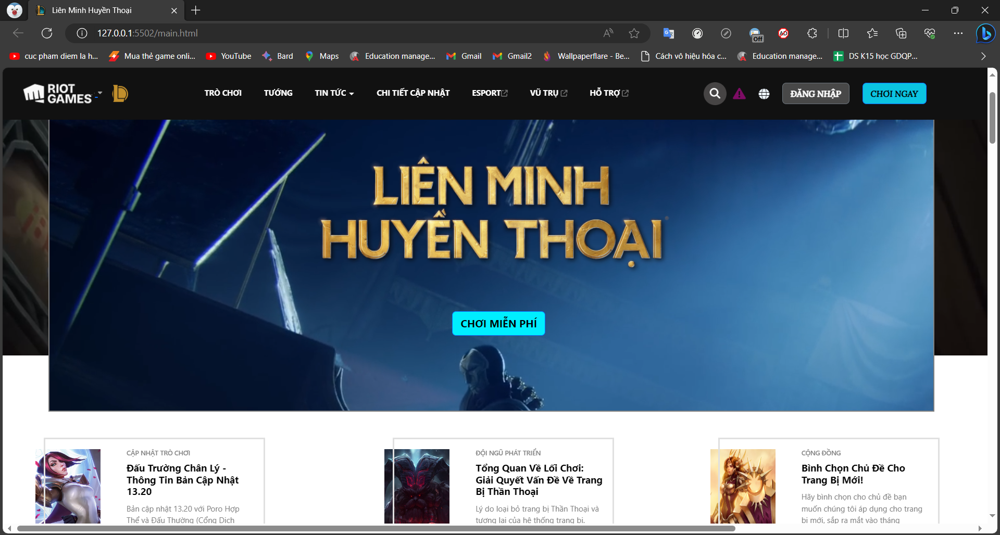 Liên Minh Huyền Thoại
127.0.0.1:5502/main.html
Off
AD
cuc pham diem la h...
Mua thẻ game onli...
YouTube
Bard
Maps
Education manage...
Gmail
Gmail2
Wallpaperflare - Be...
Cách vô hiệu hóa c...
Education manage...
DS K15 học GDQP...
RIOT
GAMES
TRÒ CHƠI
TƯỚNG
TIN TỨC
CHI TIẾT CẬP NHẬT
ESPORT
VŨ TRỤ
HỖ TRỢ
ĐĂNG NHẬP
CHƠI NGAY
LIÊN MINH
HUYỀN THOẠI
CHƠI MIỄN PHÍ
CẬP NHẬT TRÒ CHƠI
Đấu Trường Chân Lý -
Thông Tin Bản Cập Nhật
13.20
Bản cập nhật 13.20 với Poro Hợp
Thể và Đấu Thường (Cổng Dịch
ĐỘI NGŨ PHÁT TRIỂN
Tổng Quan Về Lối Chơi:
Giải Quyết Vấn Đề Về Trang
Bị Thần Thoại
Lý do loại bỏ trang bị Thần Thoại và
tương lai của hệ thống trang bị.
CỘNG ĐỒNG
Bình Chọn Chủ Đề Cho
Trang Bị Mới!
Hãy bình chọn cho chủ đề bạn
muốn chúng tôi áp dụng cho trang
bị mới, sắp ra mắt vào tháng